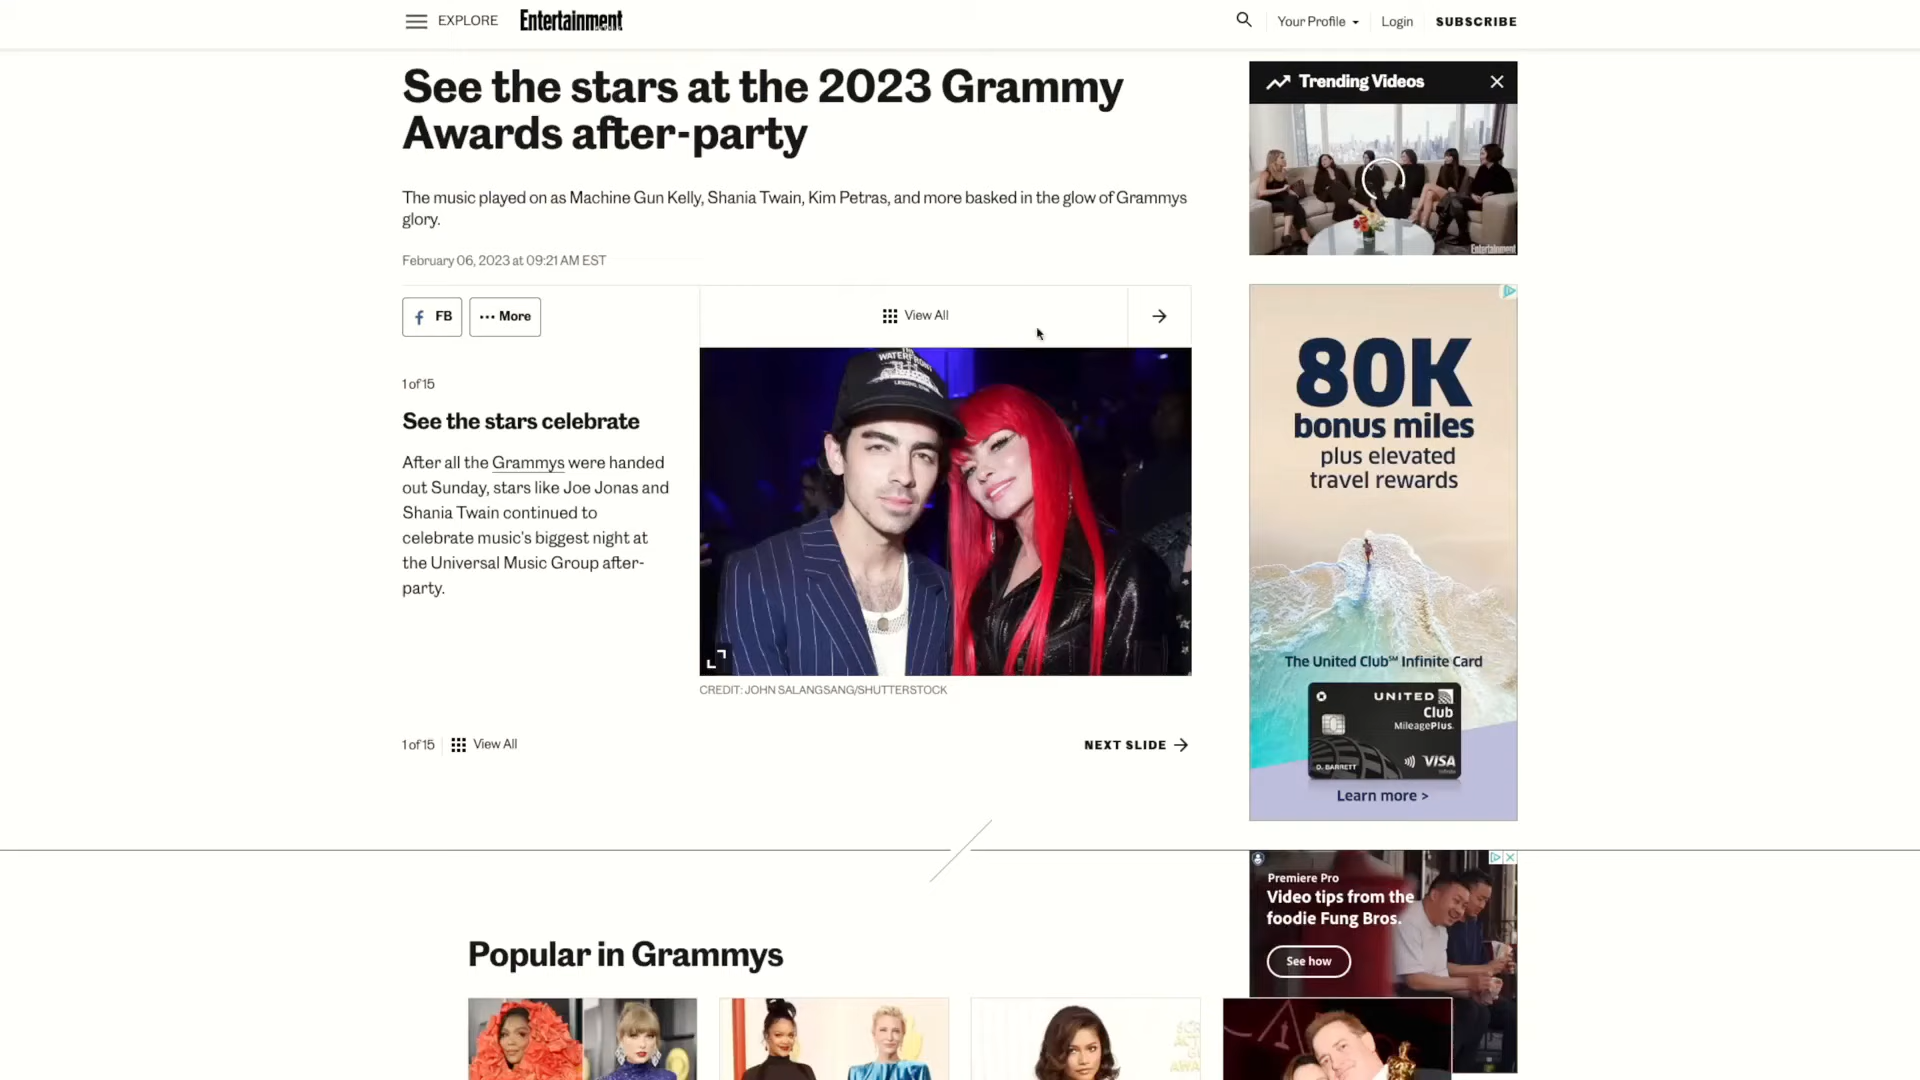 EXPLORE
Entertainment
Your Profile
Login
SUBSCRIBE
See the stars at the 2023 Grammy
Awards after-party
The music played on as Machine Gun Kelly, Shania Twain, Kim Petras, and more basked in the glow of Grammys
glory.
February 06, 2023 at 09:21 AM EST
FB
More
View All
1 of 15
See the stars celebrate
After all the Grammys were handed
out Sunday, stars like Joe Jonas and
Shania Twain continued to
celebrate music's biggest night at
the Universal Music Group after-
party.
WATERFRONT
CREDIT: JOHN SALANGSANG/SHUTTERSTOCK
1 of 15
View All
NEXT SLIDE
Trending Videos
Entertainment
80K
bonus miles
plus elevated
travel rewards
The United Club℠ Infinite Card
UNITED
Club
MileagePlus.
D. BARRETT
VISA
Infinite
Learn more >
Premiere Pro
Video tips from the
foodie Fung Bros.
See how
Popular in Grammys